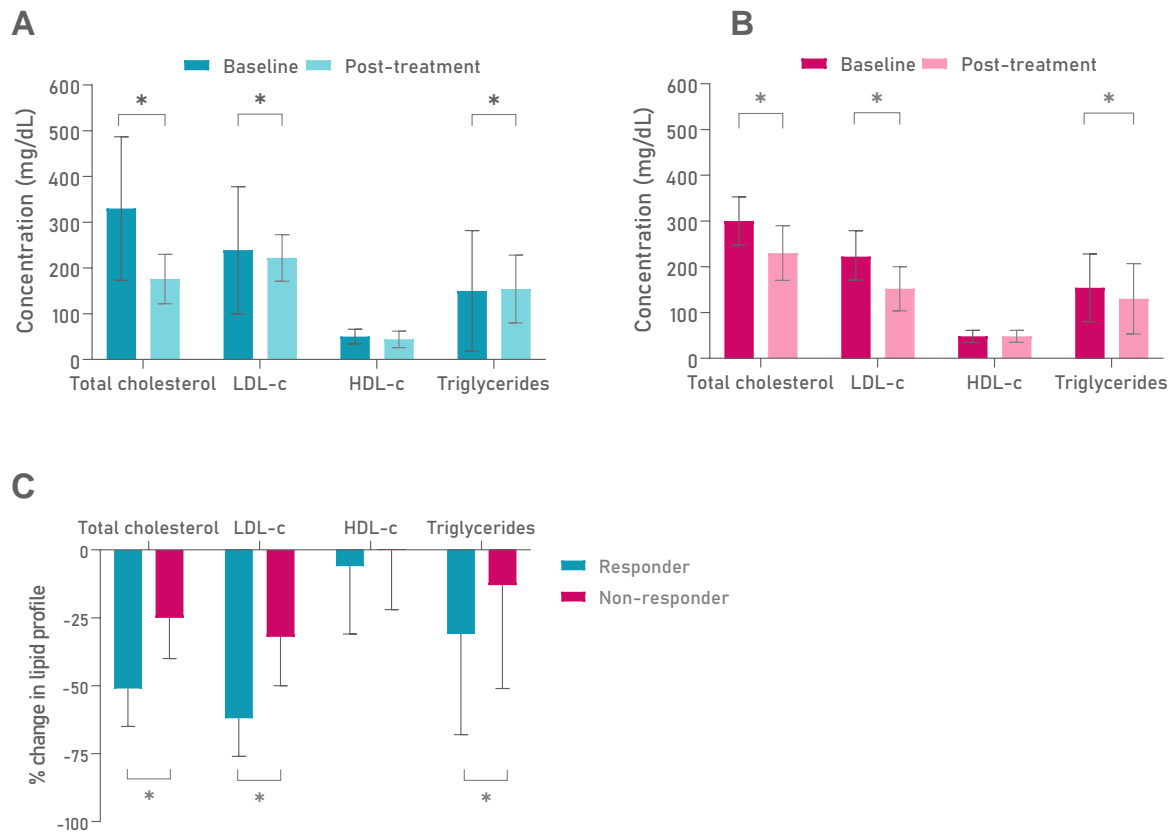 A
Baseline Post-treatment
Concentration (mg/dL)
600
500
400
300
200
100
0
* * *
Total cholesterol LDL-c HDL-c Triglycerides
B
Baseline Post-treatment
Concentration (mg/dL)
600
500
400
300
200
100
0
* * *
Total cholesterol LDL-c HDL-c Triglycerides
C
Total cholesterol LDL-c HDL-c Triglycerides
% change in lipid profile
0
-25
-50
-75
-100
* * *
Responder
Non-responder